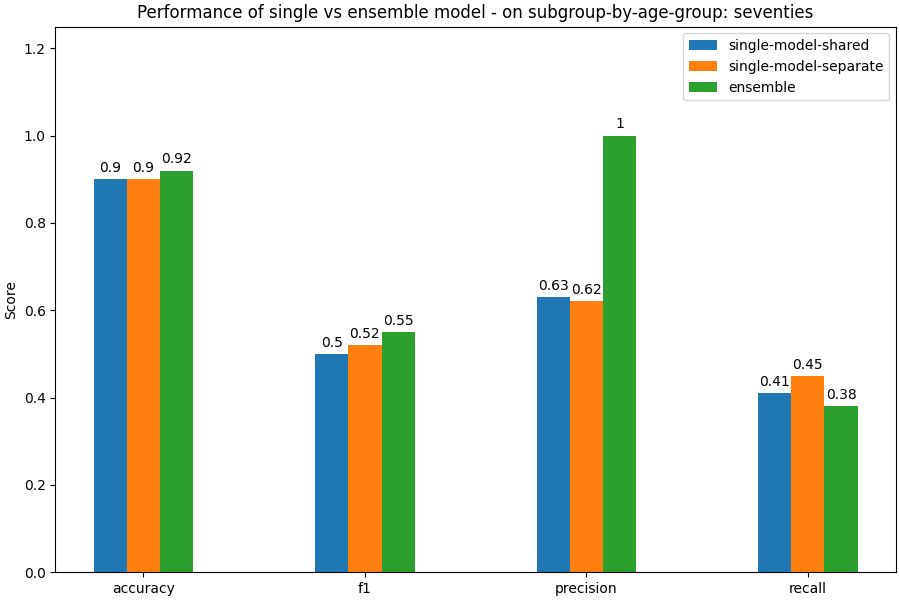 Performance of single vs ensemble model - on subgroup-by-age-group: seventies
single-model-shared
single-model-separate
ensemble
Score
1.2
1.0
0.8
0.6
0.4
0.2
0.0
0.9 0.9 0.92
0.5 0.52 0.55
0.63 0.62 1
0.41 0.45 0.38
accuracy f1 precision recall